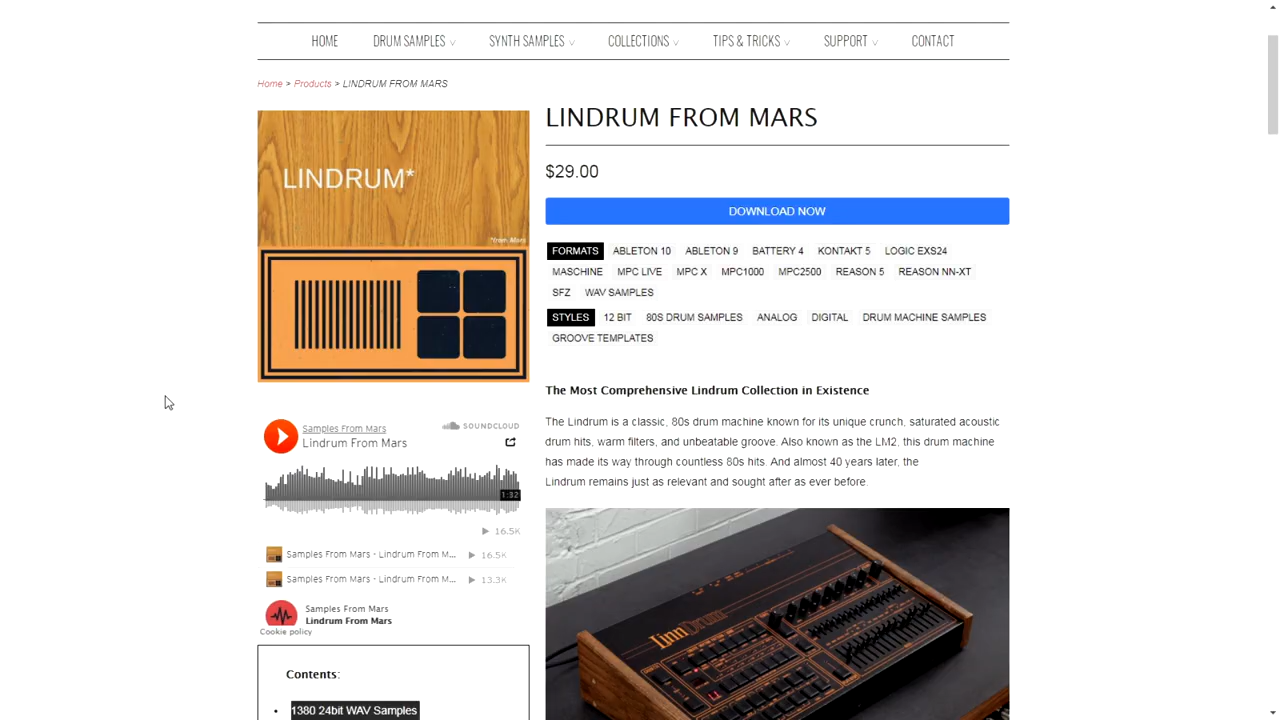 HOME DRUM SAMPLES SYNTH SAMPLES COLLECTIONS TIPS & TRICKS SUPPORT CONTACT
Home > Products > LINDRUM FROM MARS
LINDRUM*
*from Mars
LINDRUM FROM MARS
$29.00
DOWNLOAD NOW
FORMATS ABLETON 10 ABLETON 9 BATTERY 4 KONTAKT 5 LOGIC EXS24
MASCHINE MPC LIVE MPC X MPC1000 MPC2500 REASON 5 REASON NN-XT
SFZ WAV SAMPLES
STYLES 12 BIT 80S DRUM SAMPLES ANALOG DIGITAL DRUM MACHINE SAMPLES
GROOVE TEMPLATES
The Most Comprehensive Lindrum Collection in Existence
The Lindrum is a classic, 80s drum machine known for its unique crunch, saturated acoustic
drum hits, warm filters, and unbeatable groove. Also known as the LM2, this drum machine
has made its way through countless 80s hits. And almost 40 years later, the
Lindrum remains just as relevant and sought after as ever before.
LinnDrum
Samples From Mars
SOUNDCLOUD
Lindrum From Mars
1:32
16.5K
Samples From Mars - Lindrum From M... 16.5K
Samples From Mars - Lindrum From M... 13.3K
Samples From Mars
Lindrum From Mars
Cookie policy
Contents:
• 1380 24bit WAV Samples